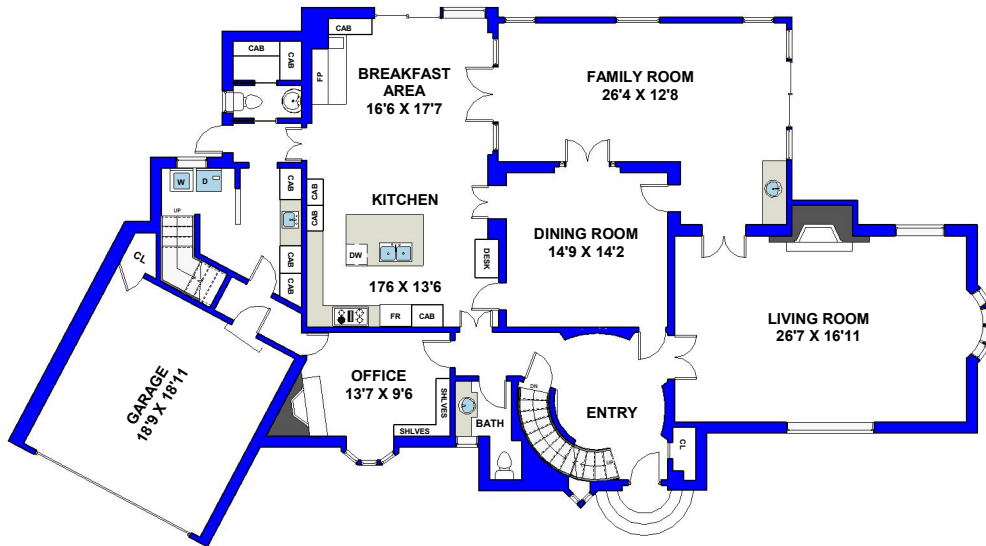 CAB
CAB
CAB
FP
BREAKFAST
AREA
16'6 X 17'7
FAMILY ROOM
26'4 X 12'8
W
D
UP
CAB
CAB
CAB
CAB
CAB
KITCHEN
DW
176 X 13'6
DESK
FR
CAB
DINING ROOM
14'9 X 14'2
CL
LIVING ROOM
26'7 X 16'11
GARAGE
18'9 X 18'11
OFFICE
13'7 X 9'6
SHLVES
SHLVES
BATH
DN
UP
ENTRY
CL